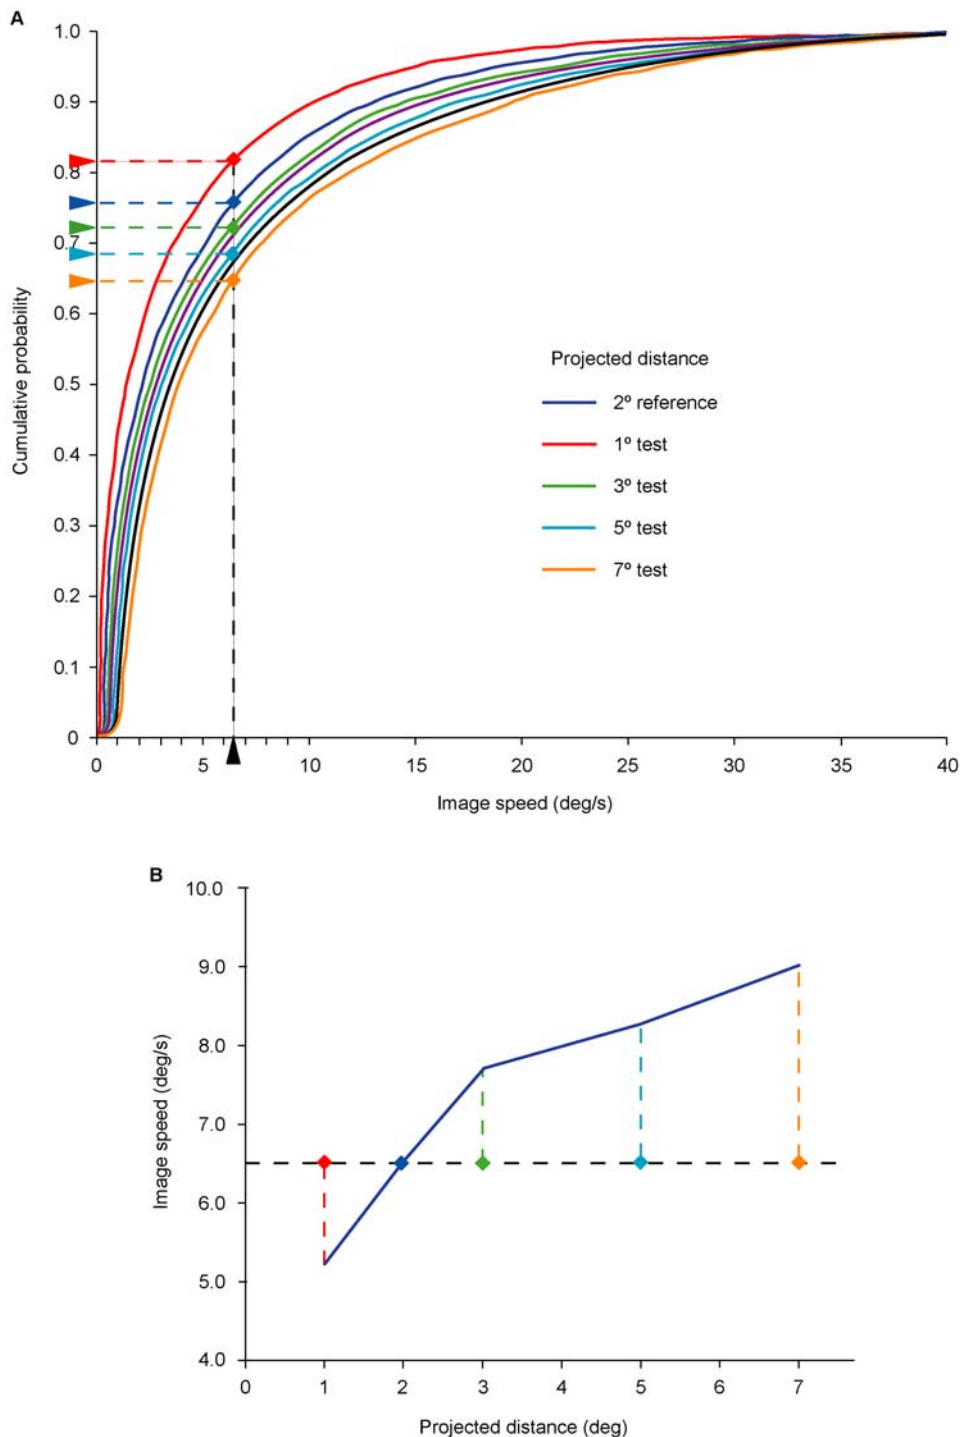 A
1.0
0.9
0.8
0.7
0.6
0.5
0.4
0.3
0.2
0.1
0
Cumulative probability
Projected distance
2º reference
1º test
3º test
5º test
7º test
0 5 10 15 20 25 30 35 40
Image speed (deg/s)
B
10.0
9.0
8.0
7.0
6.0
5.0
4.0
Image speed (deg/s)
0 1 2 3 4 5 6 7
Projected distance (deg)